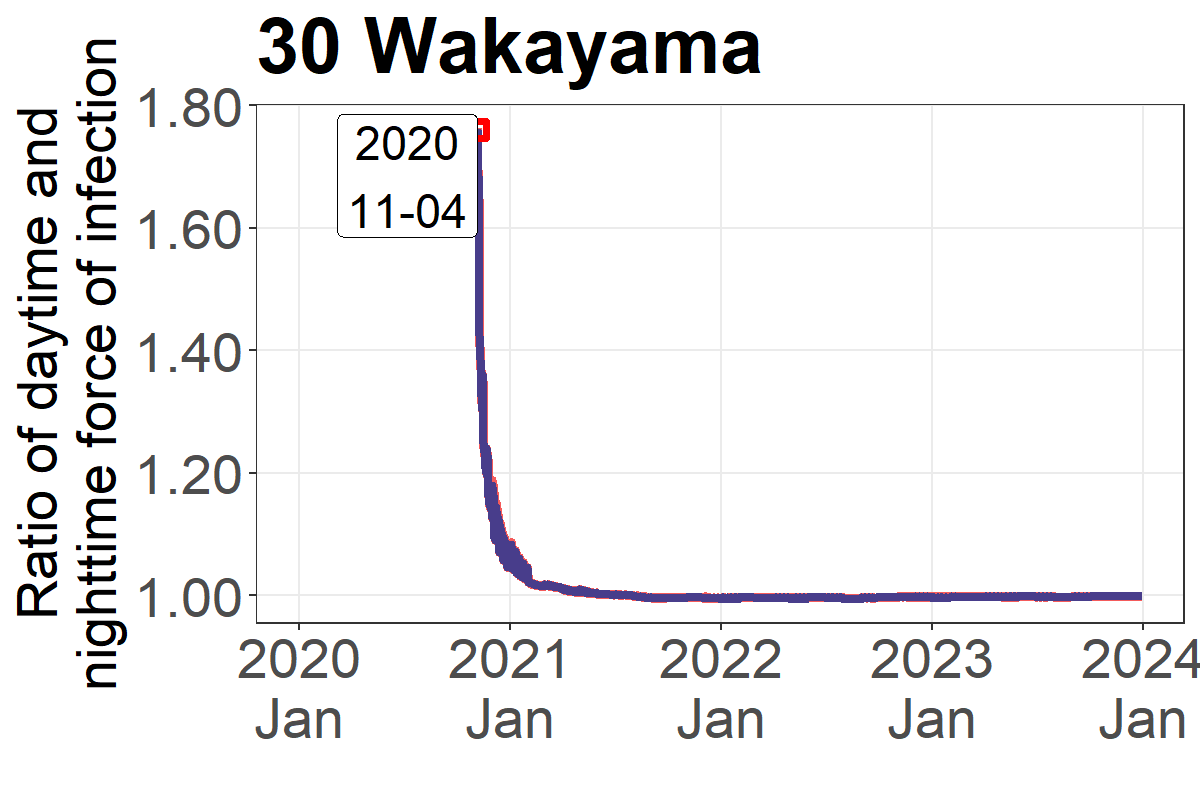 30 Wakayama
Ratio of daytime and
nighttime force of infection
1.80
1.60
1.40
1.20
1.00
2020
11-04
2020
Jan
2021
Jan
2022
Jan
2023
Jan
2024
Jan